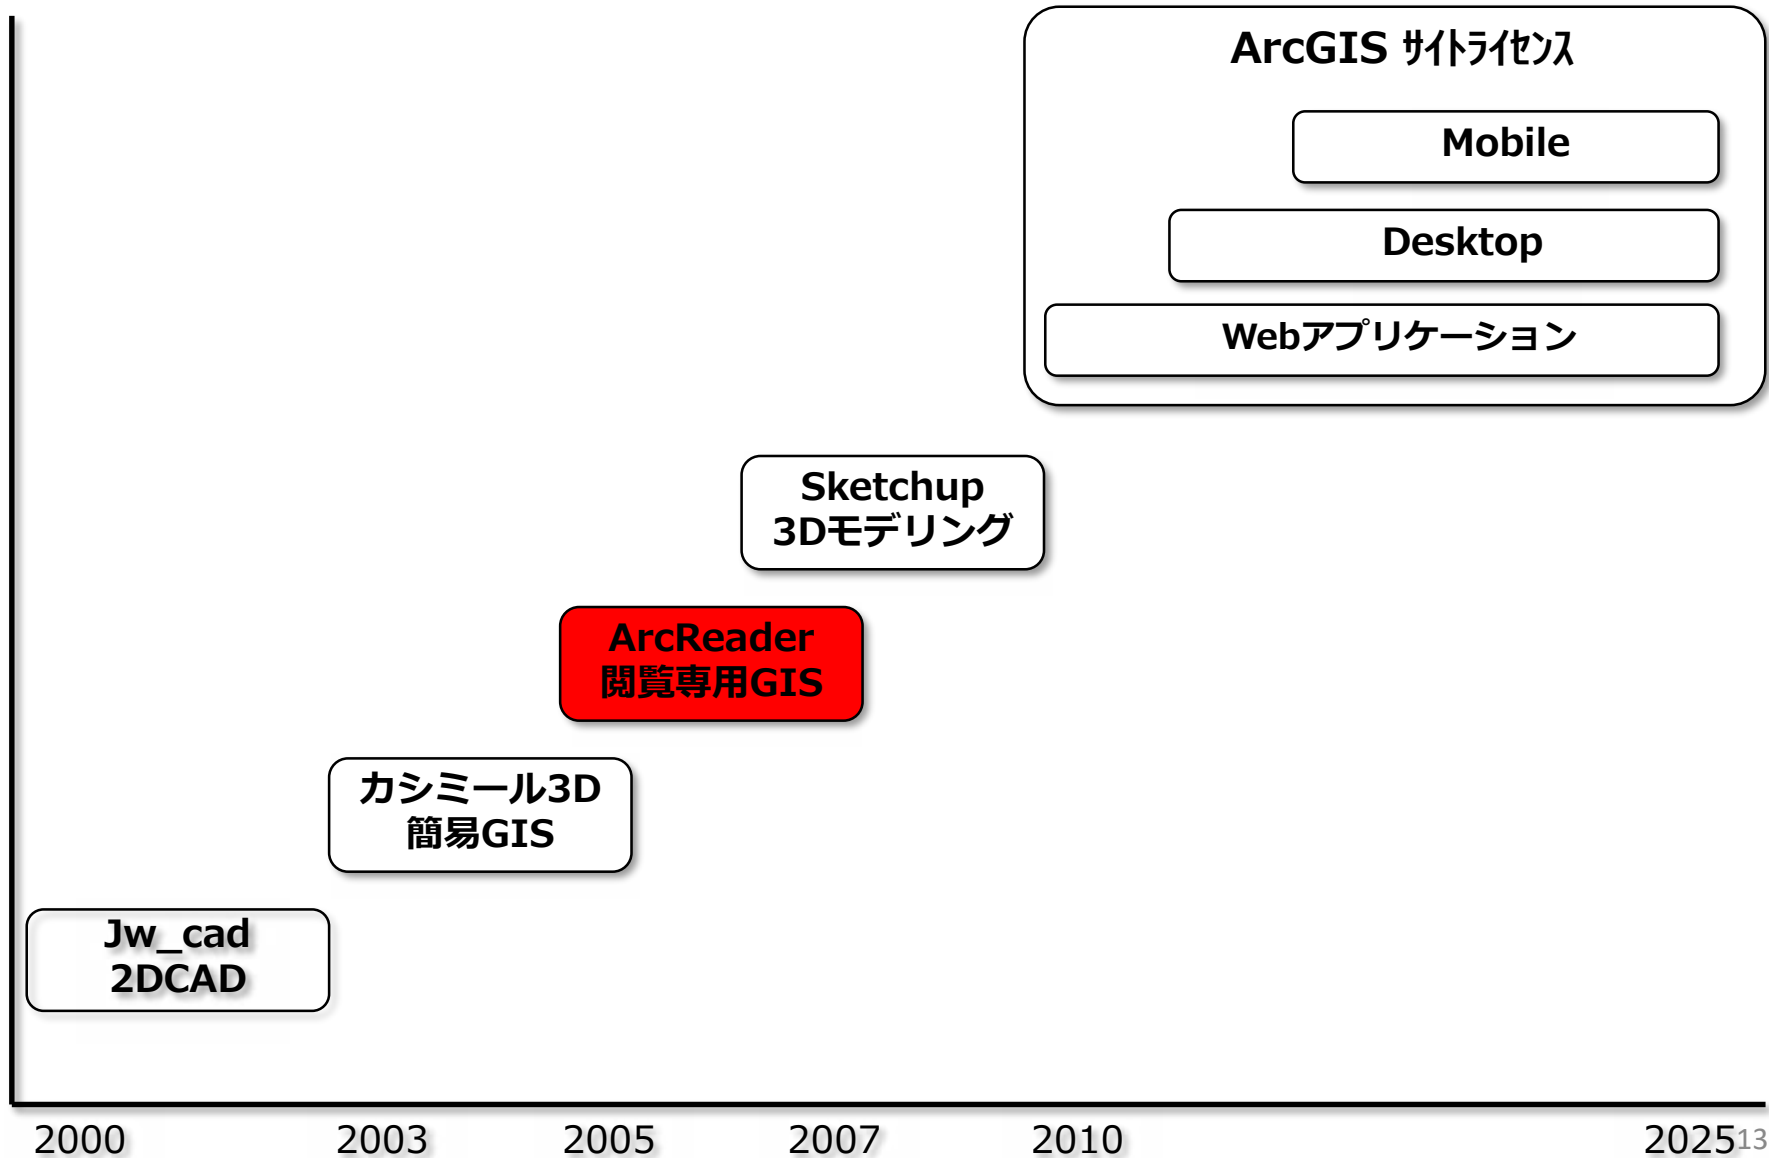 ArcGIS ｻｲﾄﾗｲｾﾝｽ
Mobile
Desktop
Webアプリケーション
Sketchup
3Dモデリング
ArcReader
閲覧専用GIS
カシミール3D
簡易GIS
Jw_cad
2DCAD
2000 2003 2005 2007 2010 2025
13